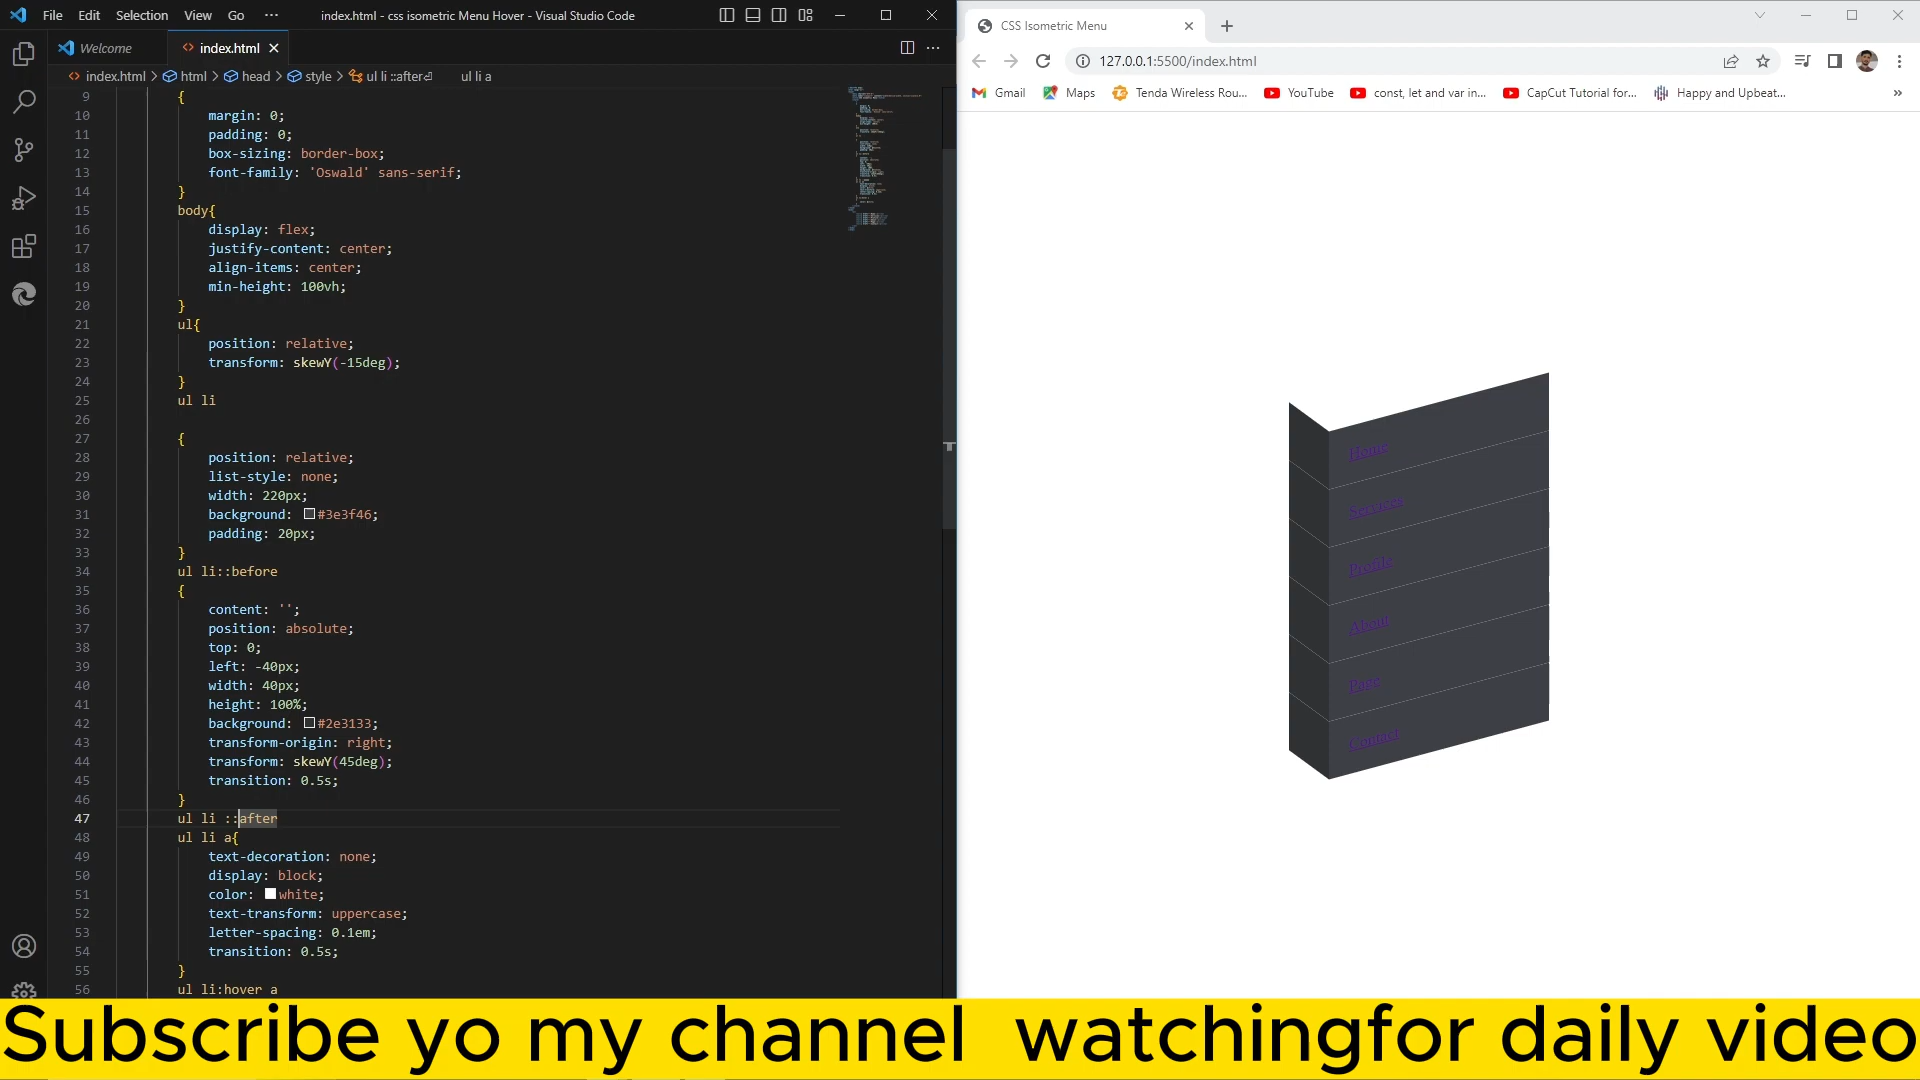 File Edit Selection View Go ··· index.html - css isometric Menu Hover - Visual Studio Code
Welcome
index.html
index.html > html > head > style > ul li ::after⏎ ul li a
9 {
10 margin: 0;
11 padding: 0;
12 box-sizing: border-box;
13 font-family: 'Oswald' sans-serif;
14 }
15 body{
16 display: flex;
17 justify-content: center;
18 align-items: center;
19 min-height: 100vh;
20 }
21 ul{
22 position: relative;
23 transform: skewY(-15deg);
24 }
25 ul li
26
27 {
28 position: relative;
29 list-style: none;
30 width: 220px;
31 background: #3e3f46;
32 padding: 20px;
33 }
34 ul li::before
35 {
36 content: '';
37 position: absolute;
38 top: 0;
39 left: -40px;
40 width: 40px;
41 height: 100%;
42 background: #2e3133;
43 transform-origin: right;
44 transform: skewY(45deg);
45 transition: 0.5s;
46 }
47 ul li ::after
48 ul li a{
49 text-decoration: none;
50 display: block;
51 color: white;
52 text-transform: uppercase;
53 letter-spacing: 0.1em;
54 transition: 0.5s;
55 }
56 ul li:hover a
CSS Isometric Menu
127.0.0.1:5500/index.html
Gmail Maps Tenda Wireless Rou... YouTube const, let and var in... CapCut Tutorial for... Happy and Upbeat... »
Home
Services
Profile
About
Page
Contact
Subscribe yo my channel watchingfor daily video